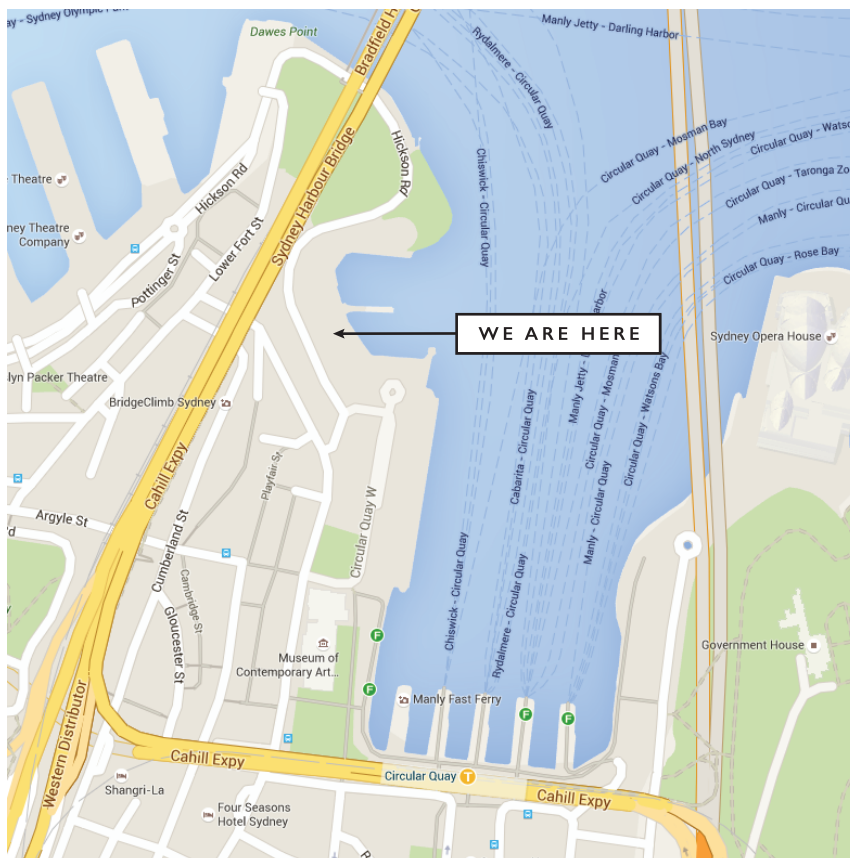 Dawes Point
Bradfield
Manly Jetty - Darling Harbor
Rydalmere - Circular Quay
Hickson Rd
Hickson Rd
Chiswick - Circular Quay
Circular Quay - Mosman Bay
Circular Quay - North Sydney
Circular Quay - Watso
Circular Quay - Taronga Zo
Manly - Circular Qu
Circular Quay - Rose Bay
Theatre
ney Theatre
Company
Pottinger St
Lower Fort St
Sydney Harbour Bridge
WE ARE HERE
Sydney Opera House
lyn Packer Theatre
BridgeClimb Sydney
Cahill Expy
Playfair St
Argyle St
Rd
Cumberland St
Cambridge St
Gloucester St
Circular Quay W
Cabarita - Circular Quay
Circular Quay - Mosman
Circular Quay - Watsons Bay
Manly - Circular Quay
Chiswick - Circular Quay
Rydalmere - Circular Quay
F
Museum of
Contemporary Art...
Government House
F
Manly Fast Ferry
F
F
Western Distributor
Cahill Expy
Circular Quay
T
Cahill Expy
Shangri-La
Four Seasons
Hotel Sydney